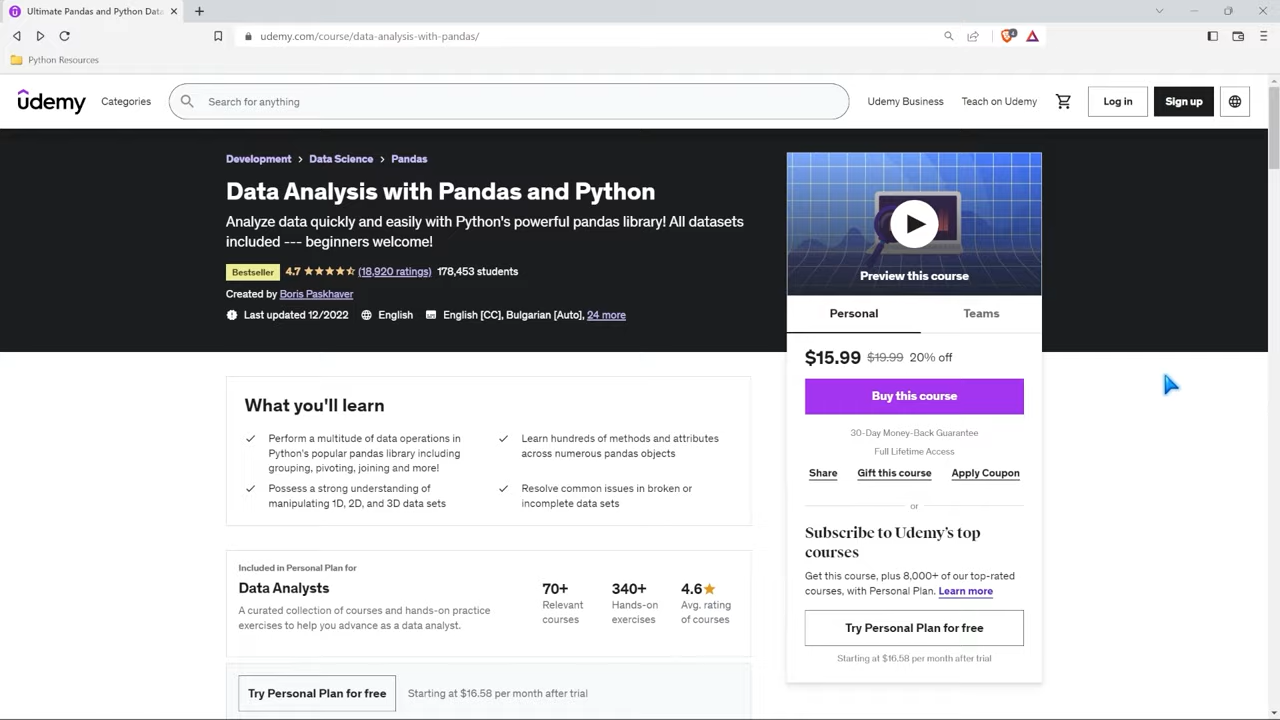 Ultimate Pandas and Python Data
udemy.com/course/data-analysis-with-pandas/
4
Python Resources
ûdemy
Categories
Search for anything
Udemy Business
Teach on Udemy
Log in
Sign up
Development > Data Science > Pandas
Data Analysis with Pandas and Python
Analyze data quickly and easily with Python's powerful pandas library! All datasets
included --- beginners welcome!
Bestseller 4.7 (18,920 ratings) 178,453 students
Created by Boris Paskhaver
Last updated 12/2022 English English [CC], Bulgarian [Auto], 24 more
Preview this course
Personal
Teams
$15.99 $19.99 20% off
Buy this course
30-Day Money-Back Guarantee
Full Lifetime Access
Share
Gift this course
Apply Coupon
or
Subscribe to Udemy's top
courses
Get this course, plus 8,000+ of our top-rated
courses, with Personal Plan. Learn more
Try Personal Plan for free
Starting at $16.58 per month after trial
What you'll learn
Perform a multitude of data operations in
Python's popular pandas library including
grouping, pivoting, joining and more!
Learn hundreds of methods and attributes
across numerous pandas objects
Possess a strong understanding of
manipulating 1D, 2D, and 3D data sets
Resolve common issues in broken or
incomplete data sets
Included in Personal Plan for
Data Analysts
A curated collection of courses and hands-on practice
exercises to help you advance as a data analyst.
70+
Relevant
courses
340+
Hands-on
exercises
4.6
Avg. rating
of courses
Try Personal Plan for free
Starting at $16.58 per month after trial